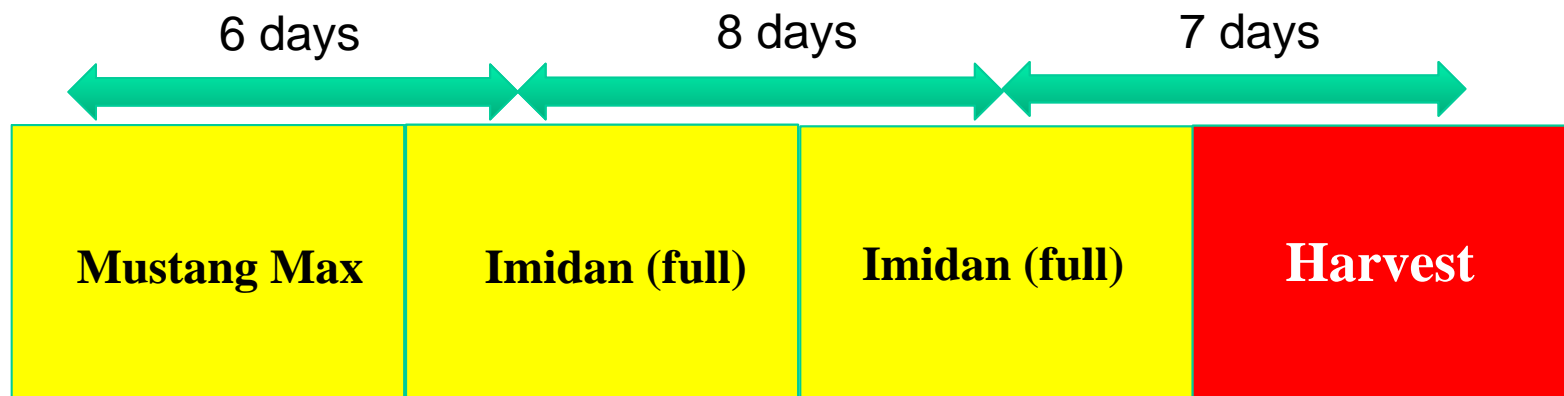 6 days
8 days
7 days
Mustang Max
Imidan (full)
Imidan (full)
Harvest